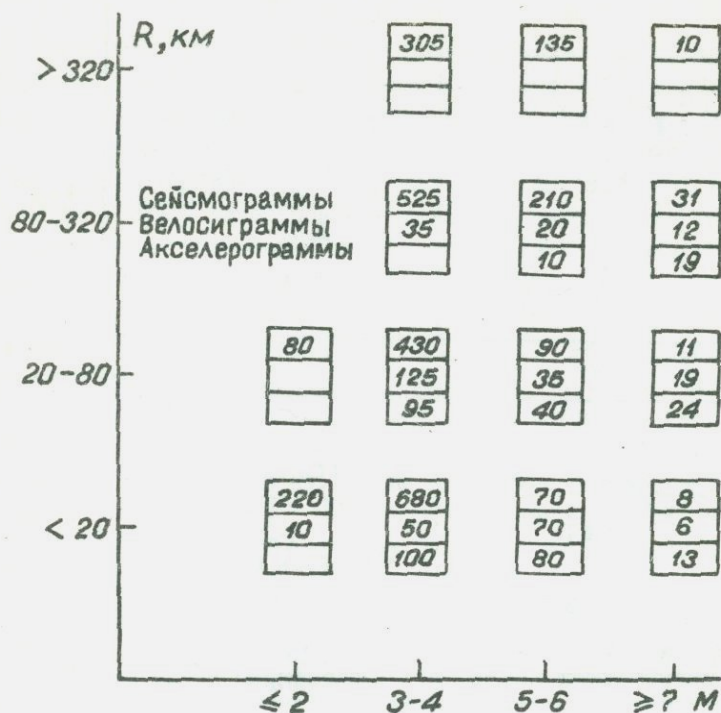 R, км
> 320 305 135 10
Сейсмограммы 525 210 31
80-320 Велосиграммы 35 20 12
Акселерограммы 10 19
80 430 90 11
20-80 125 35 19
95 40 24
220 680 70 8
< 20 10 50 70 6
100 80 13
≤ 2 3-4 5-6 ≥ 7 М